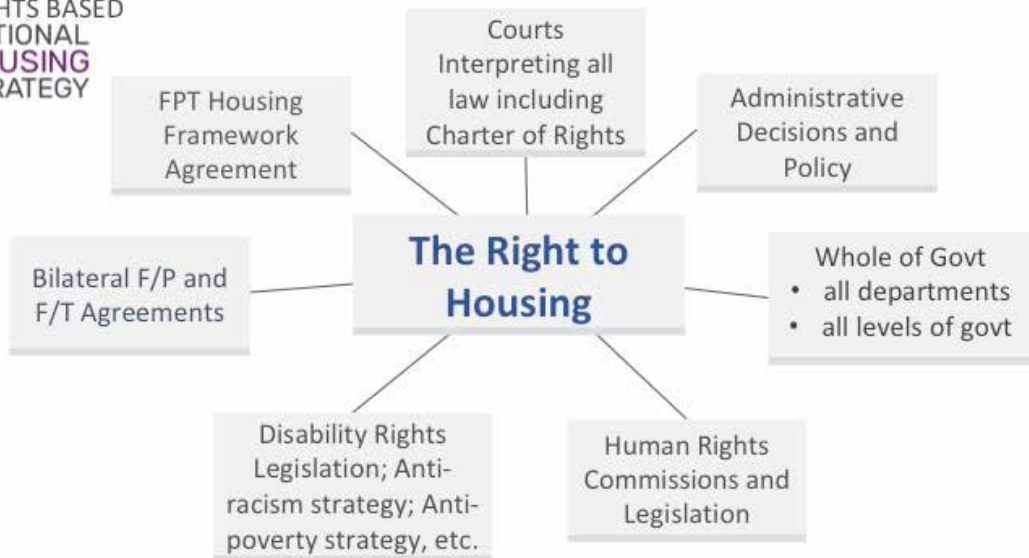 HTS BASED
TIONAL
USING
RATEGY
FPT Housing
Framework
Agreement
Courts
Interpreting all
law including
Charter of Rights
Administrative
Decisions and
Policy
Bilateral F/P and
F/T Agreements
The Right to
Housing
Whole of Govt
• all departments
• all levels of govt
Disability Rights
Legislation; Anti-
racism strategy; Anti-
poverty strategy, etc.
Human Rights
Commissions and
Legislation